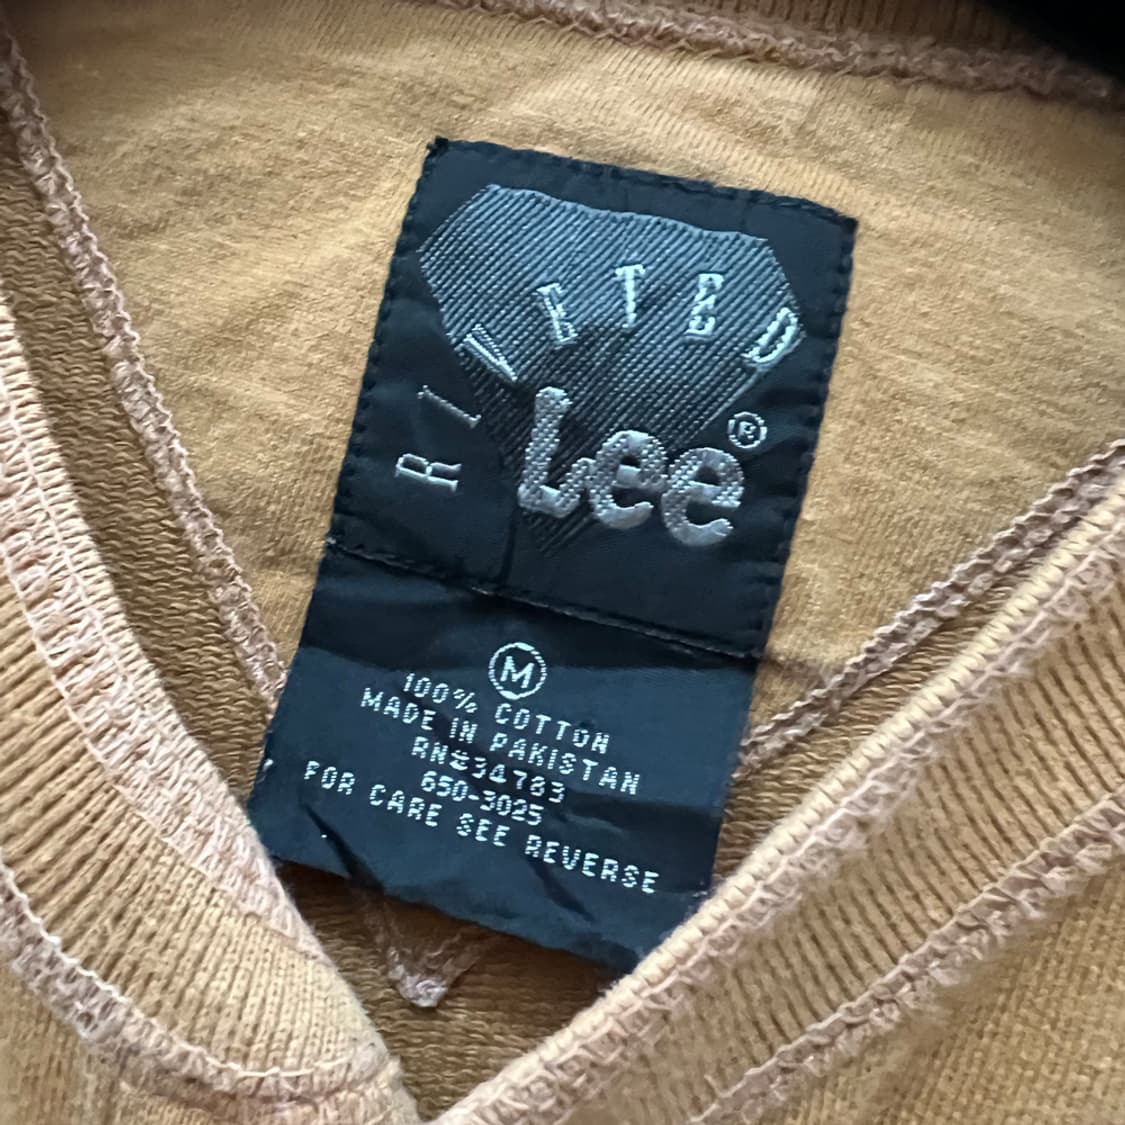 RIVETED
Lee®
M
100% COTTON
MADE IN PAKISTAN
RN#34783
650-3025
FOR CARE SEE REVERSE